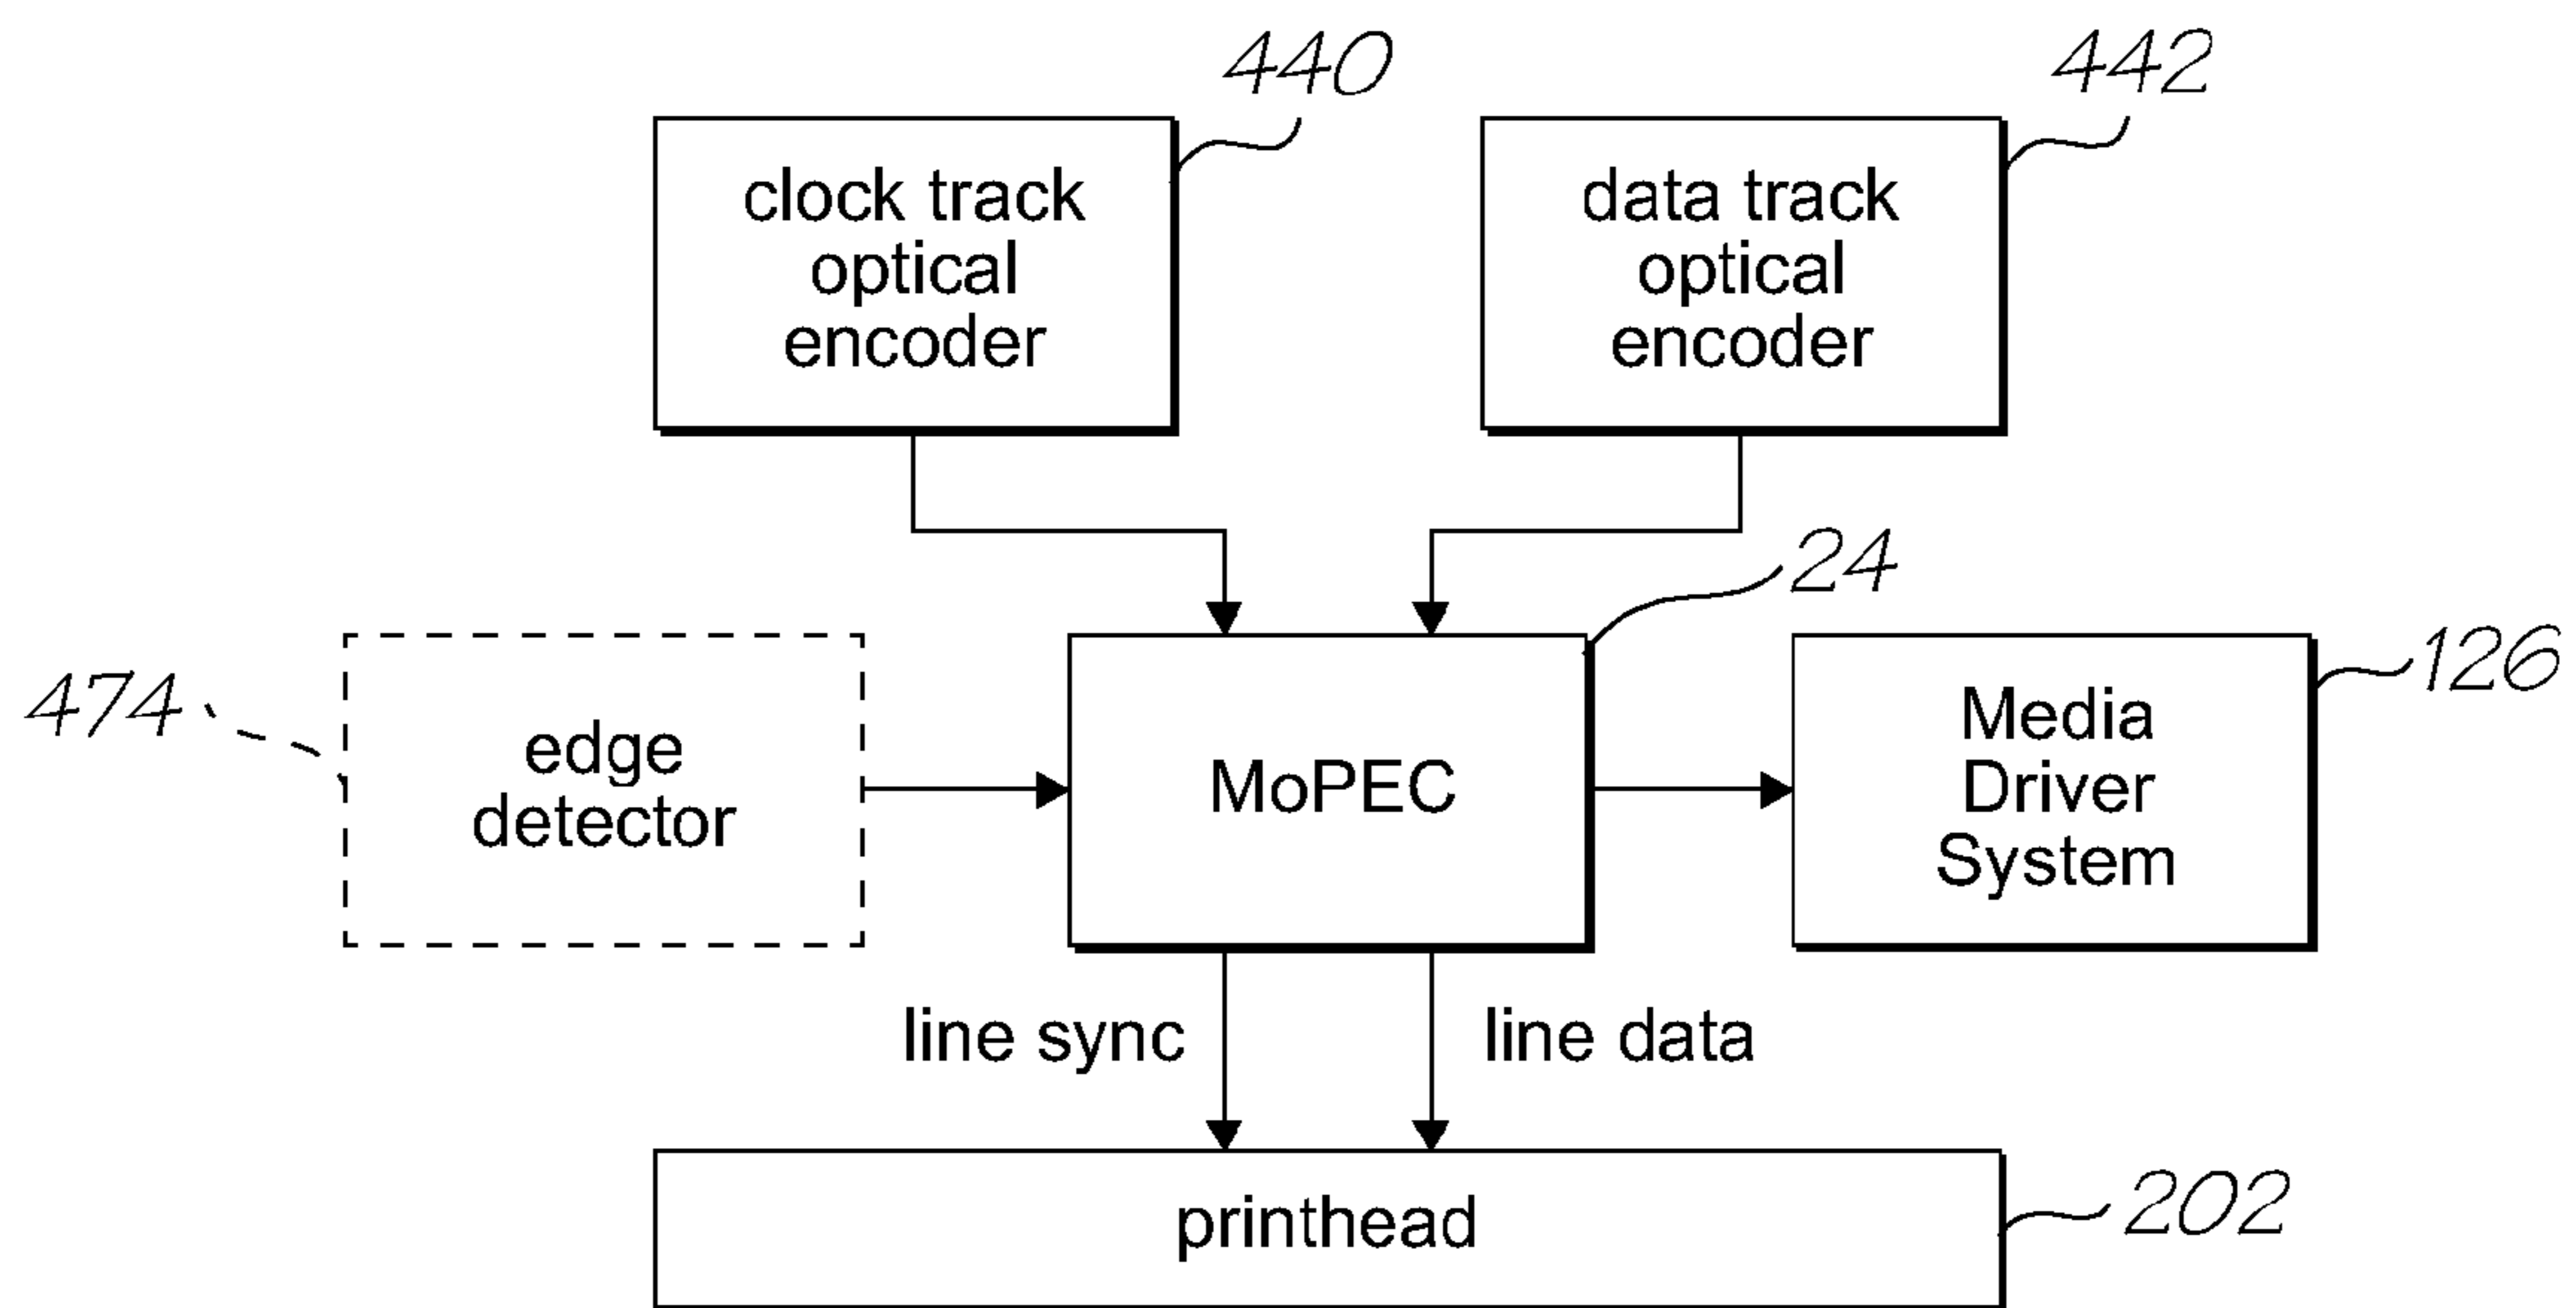 440
442
clock track
optical
encoder
data track
optical
encoder
24
474
edge
detector
MoPEC
Media
Driver
System
126
line sync
line data
printhead
202